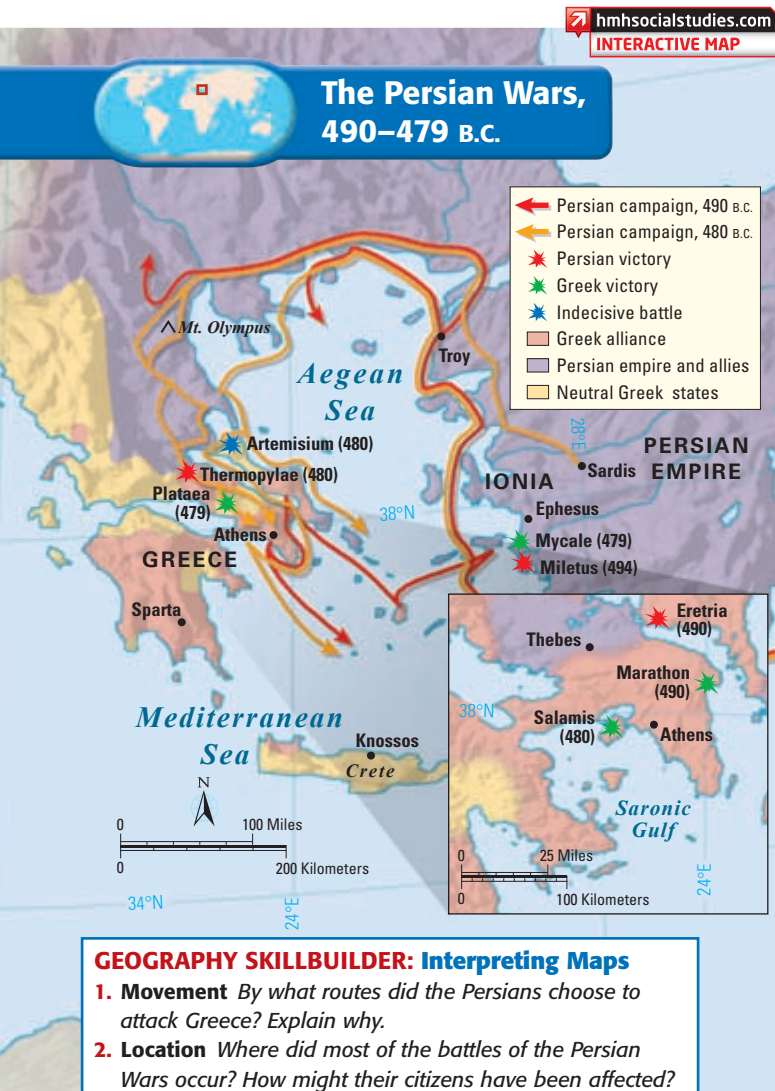 hmhsocialstudies.com
INTERACTIVE MAP
The Persian Wars,
490–479 B.C.
Persian campaign, 490 B.C.
Persian campaign, 480 B.C.
Persian victory
Greek victory
Indecisive battle
Greek alliance
Persian empire and allies
Neutral Greek states
Mt. Olympus
Troy
Aegean
Sea
28°E
Artemisium (480)
PERSIAN
EMPIRE
Thermopylae (480)
Sardis
IONIA
Plataea
(479)
38°N
Ephesus
Athens
Mycale (479)
GREECE
Miletus (494)
Sparta
Eretria
(490)
Thebes
Marathon
(490)
38°N
Salamis
(480)
Athens
Saronic
Gulf
0
25 Miles
0
100 Kilometers
24°E
Mediterranean
Sea
Knossos
Crete
N
0
100 Miles
0
200 Kilometers
34°N
24°E
GEOGRAPHY SKILLBUILDER: Interpreting Maps
1. Movement By what routes did the Persians choose to
attack Greece? Explain why.
2. Location Where did most of the battles of the Persian
Wars occur? How might their citizens have been affected?